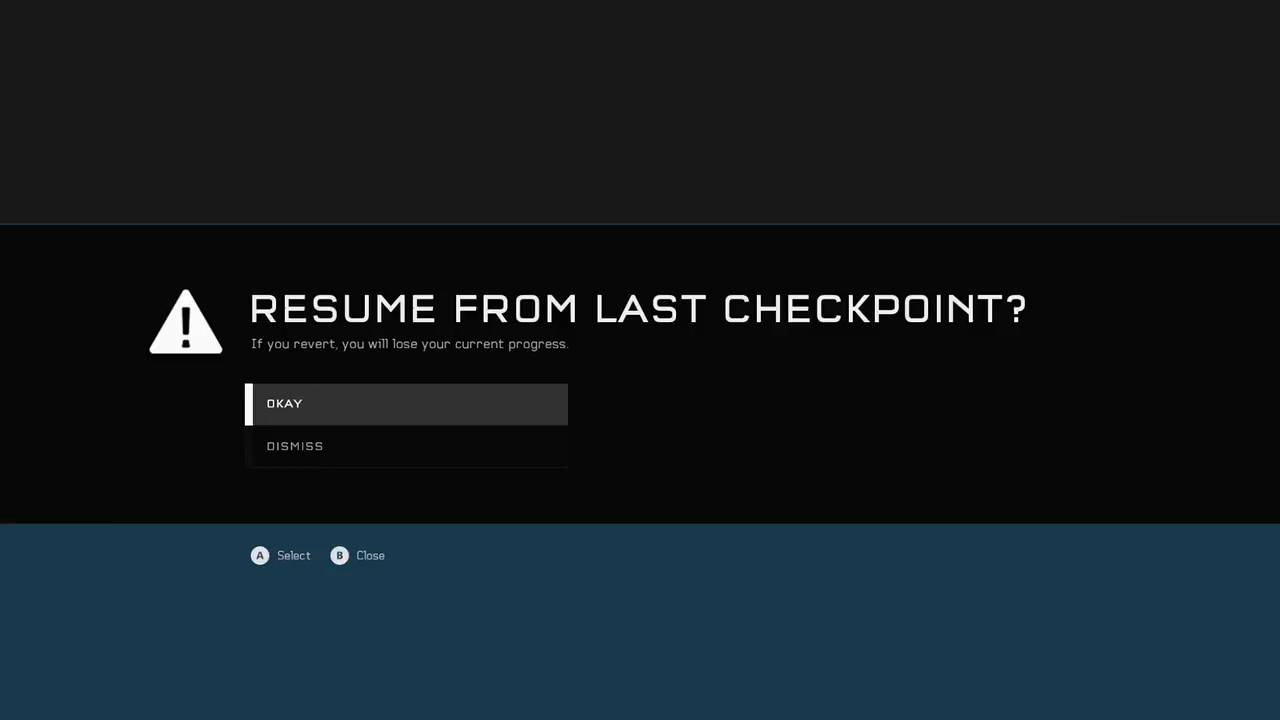 RESUME FROM LAST CHECKPOINT?
If you revert, you will lose your current progress.
OKAY
DISMISS
A Select B Close